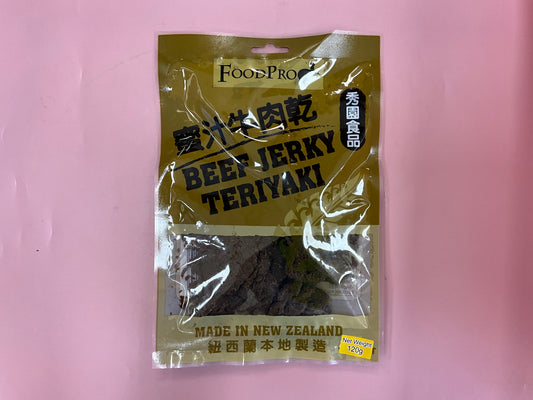 FOODPRO
秀園食品
蜜汁牛肉乾
BEEF JERKY
TERIYAKI
MADE IN NEW ZEALAND
紐西蘭本地製造
Net Weight
120g